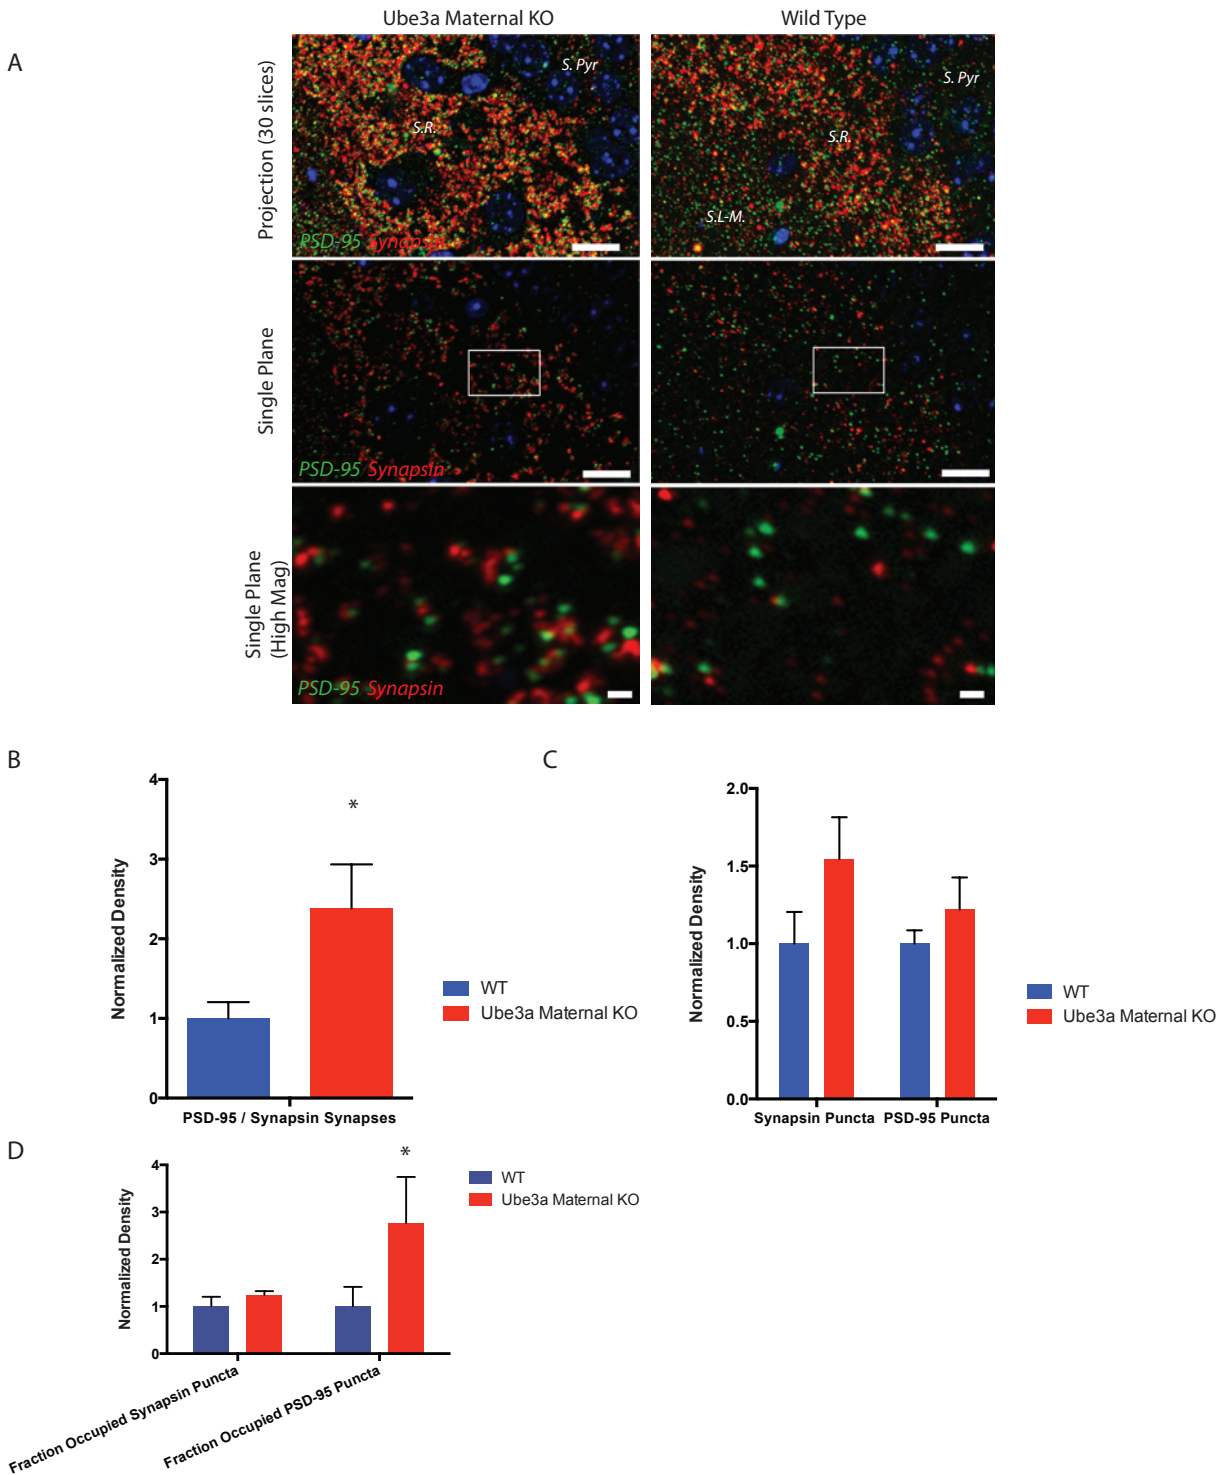 Ube3a Maternal KO
Wild Type
A
Projection (30 slices)
S. Pyr
S.R.
PSD-95 Synapsin
S. Pyr
S.R.
S.L-M.
Single Plane
PSD-95 Synapsin
Single Plane
(High Mag)
PSD-95 Synapsin
B
Normalized Density
4
3
2
1
0
*
PSD-95 / Synapsin Synapses
WT
Ube3a Maternal KO
C
Normalized Density
2.0
1.5
1.0
0.5
0.0
Synapsin Puncta
PSD-95 Puncta
WT
Ube3a Maternal KO
D
Normalized Density
4
3
2
1
0
*
Fraction Occupied Synapsin Puncta
Fraction Occupied PSD-95 Puncta
WT
Ube3a Maternal KO